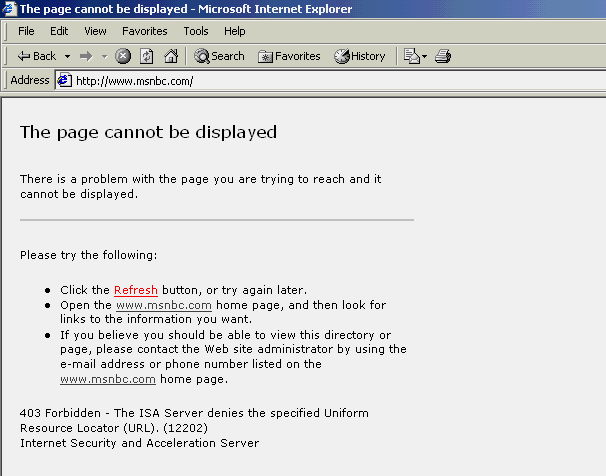 The page cannot be displayed - Microsoft Internet Explorer
File Edit View Favorites Tools Help
Back Search Favorites History
Address http://www.msnbc.com/
The page cannot be displayed
There is a problem with the page you are trying to reach and it
cannot be displayed.
Please try the following:
• Click the Refresh button, or try again later.
• Open the www.msnbc.com home page, and then look for
links to the information you want.
• If you believe you should be able to view this directory or
page, please contact the Web site administrator by using the
e-mail address or phone number listed on the
www.msnbc.com home page.
403 Forbidden - The ISA Server denies the specified Uniform
Resource Locator (URL). (12202)
Internet Security and Acceleration Server